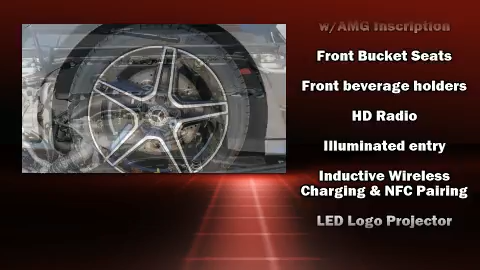 w/AMG Inscription
Front Bucket Seats
Front beverage holders
HD Radio
Illuminated entry
Inductive Wireless
Charging & NFC Pairing
LED Logo Projector